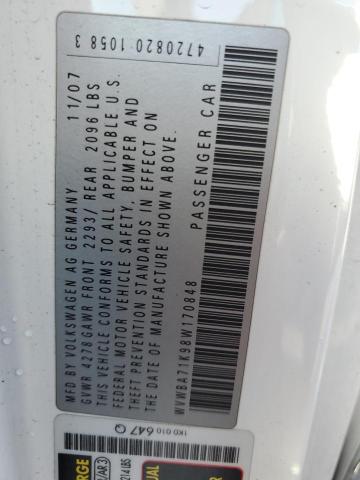 4720820 1058 3
MFD BY VOLKSWAGEN AG GERMANY 11/07
GVWR 4278GAWR FRONT 2293/ REAR 2096 LBS
THIS VEHICLE CONFORMS TO ALL APPLICABLE U.S.
FEDERAL MOTOR VEHICLE SAFETY, BUMPER AND
THEFT PREVENTION STANDARDS IN EFFECT ON
THE DATE OF MANUFACTURE SHOWN ABOVE.
WVWBA71K98W170848 PASSENGER CAR
1K0 010 647 Q
214LBS